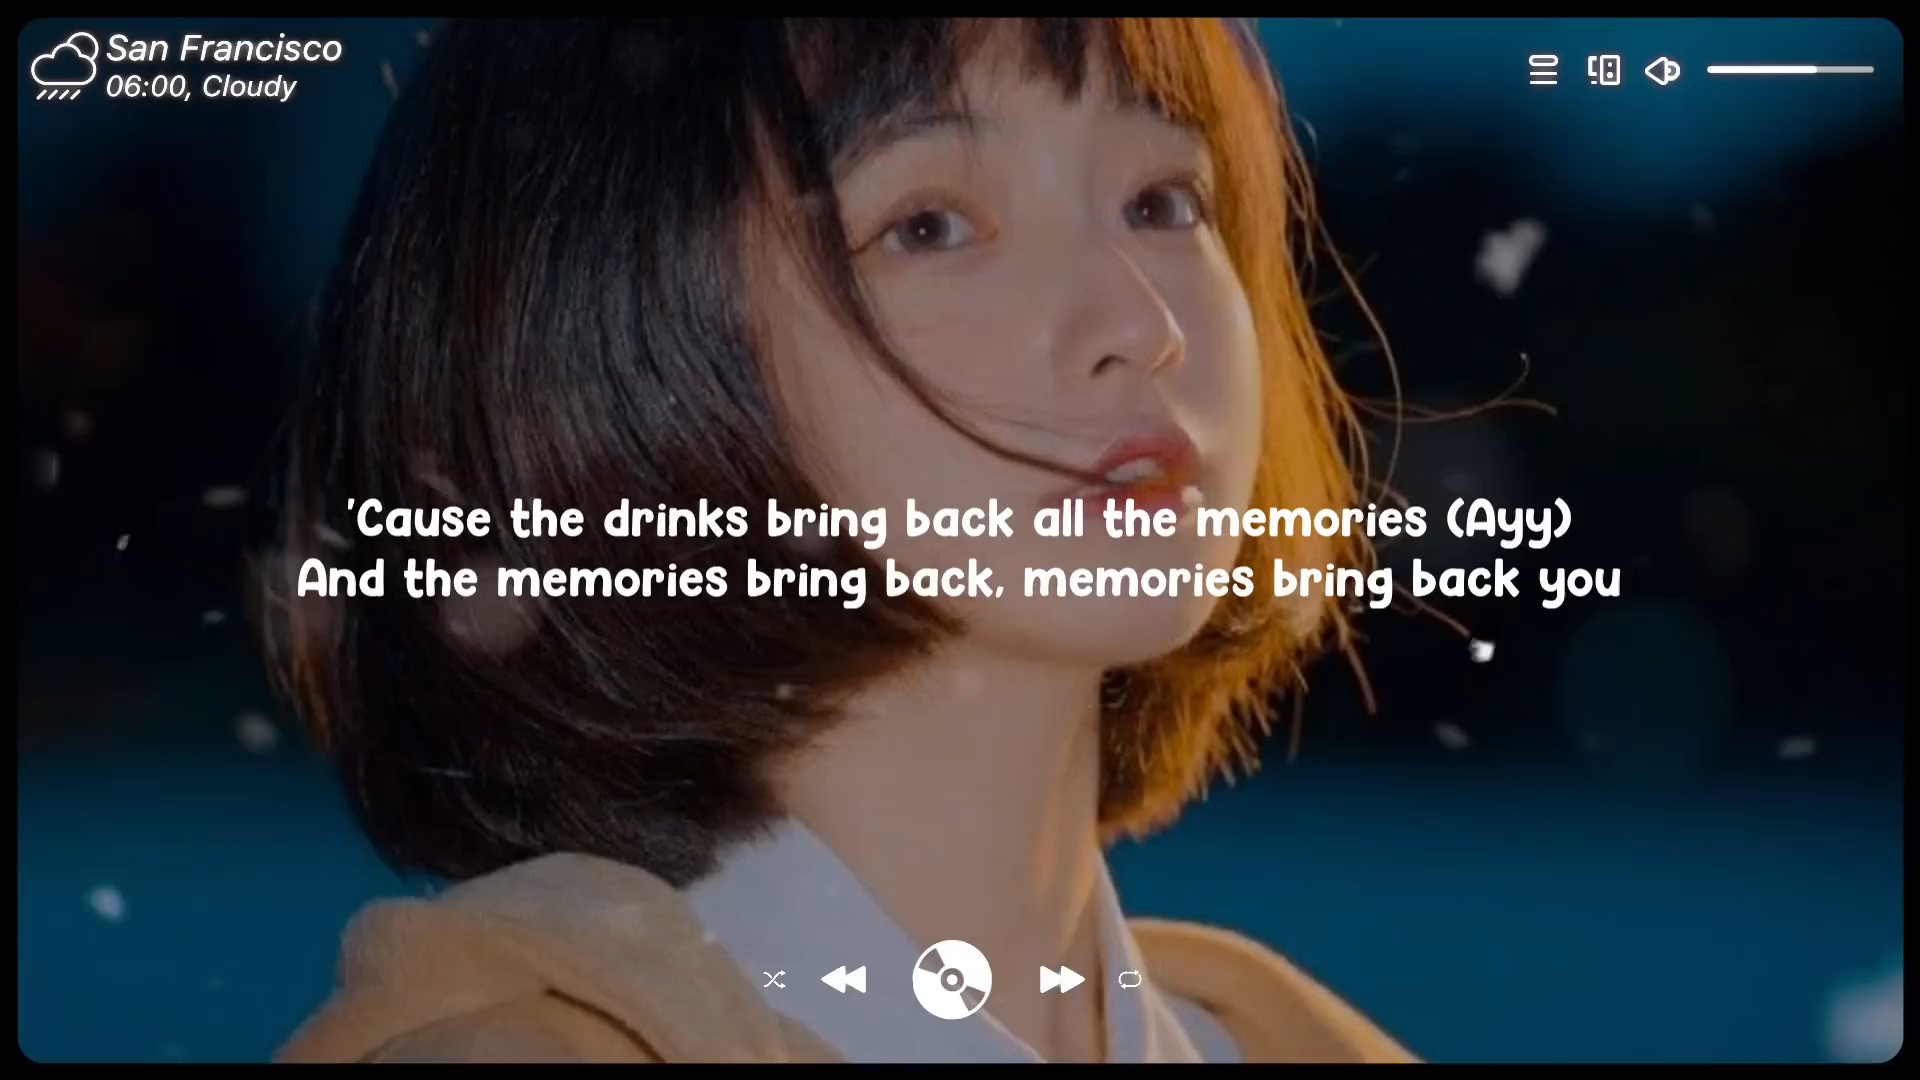 San Francisco
06:00, Cloudy
'Cause the drinks bring back all the memories (Ayy)
And the memories bring back, memories bring back you